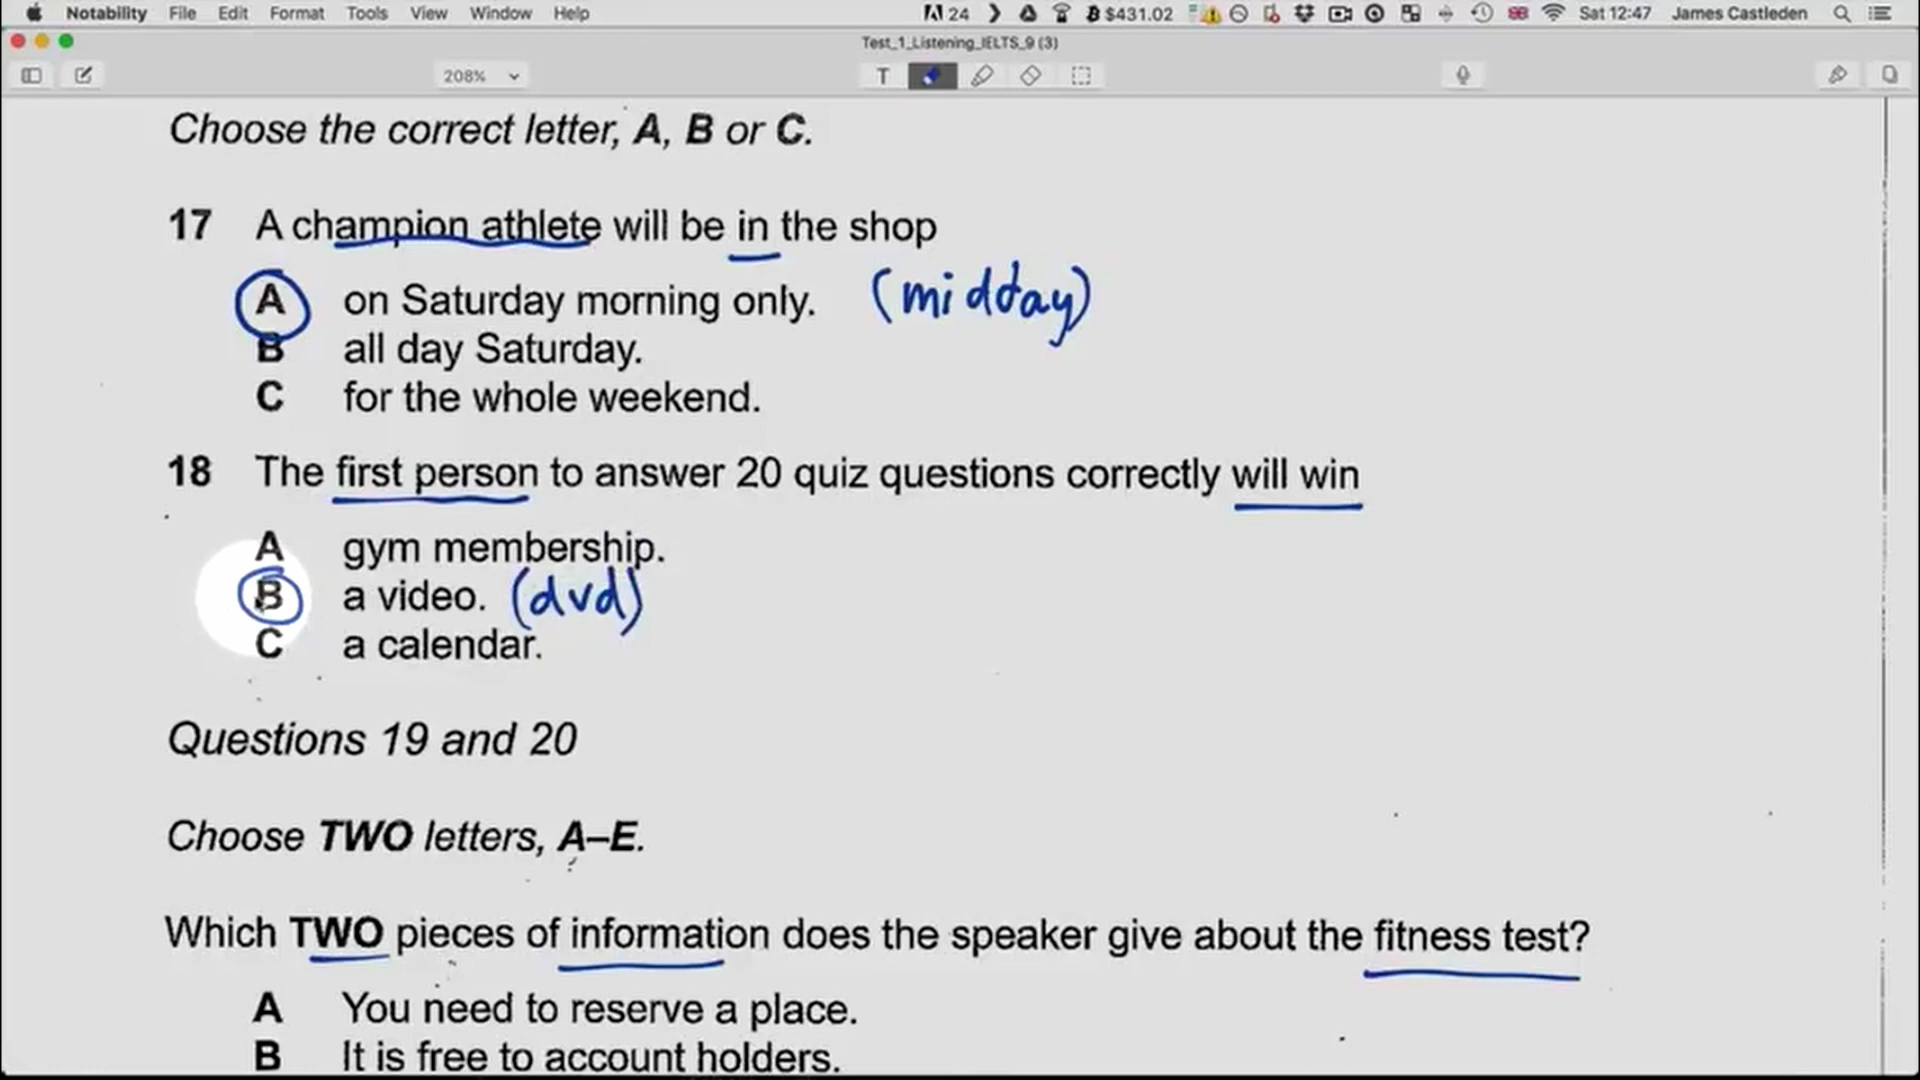 Notability File Edit Format Tools View Window Help 24 $431.02 Sat 12:47 James Castleden
Test_1_Listening_IELTS_9 (3)
208% T
Choose the correct letter, A, B or C.
17 A champion athlete will be in the shop
A on Saturday morning only. (midday)
B all day Saturday.
C for the whole weekend.
18 The first person to answer 20 quiz questions correctly will win
A gym membership.
B a video. (dvd)
C a calendar.
Questions 19 and 20
Choose TWO letters, A–E.
Which TWO pieces of information does the speaker give about the fitness test?
A You need to reserve a place.
B It is free to account holders.